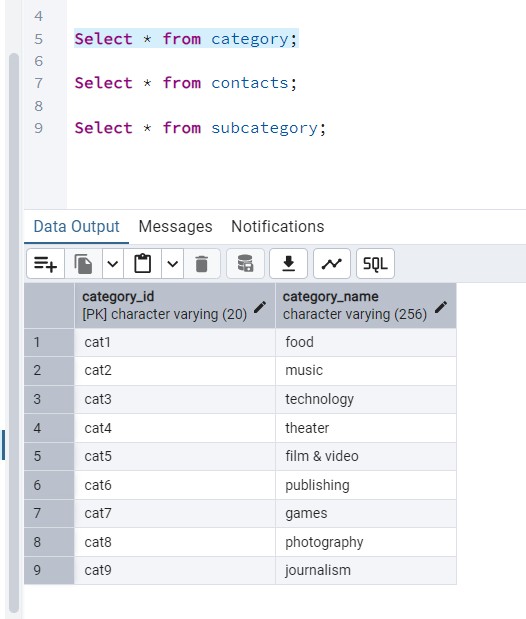 4
5 Select * from category;
6
7 Select * from contacts;
8
9 Select * from subcategory;
Data Output Messages Notifications
SQL
category_id category_name
[PK] character varying (20) character varying (256)
1 cat1 food
2 cat2 music
3 cat3 technology
4 cat4 theater
5 cat5 film & video
6 cat6 publishing
7 cat7 games
8 cat8 photography
9 cat9 journalism